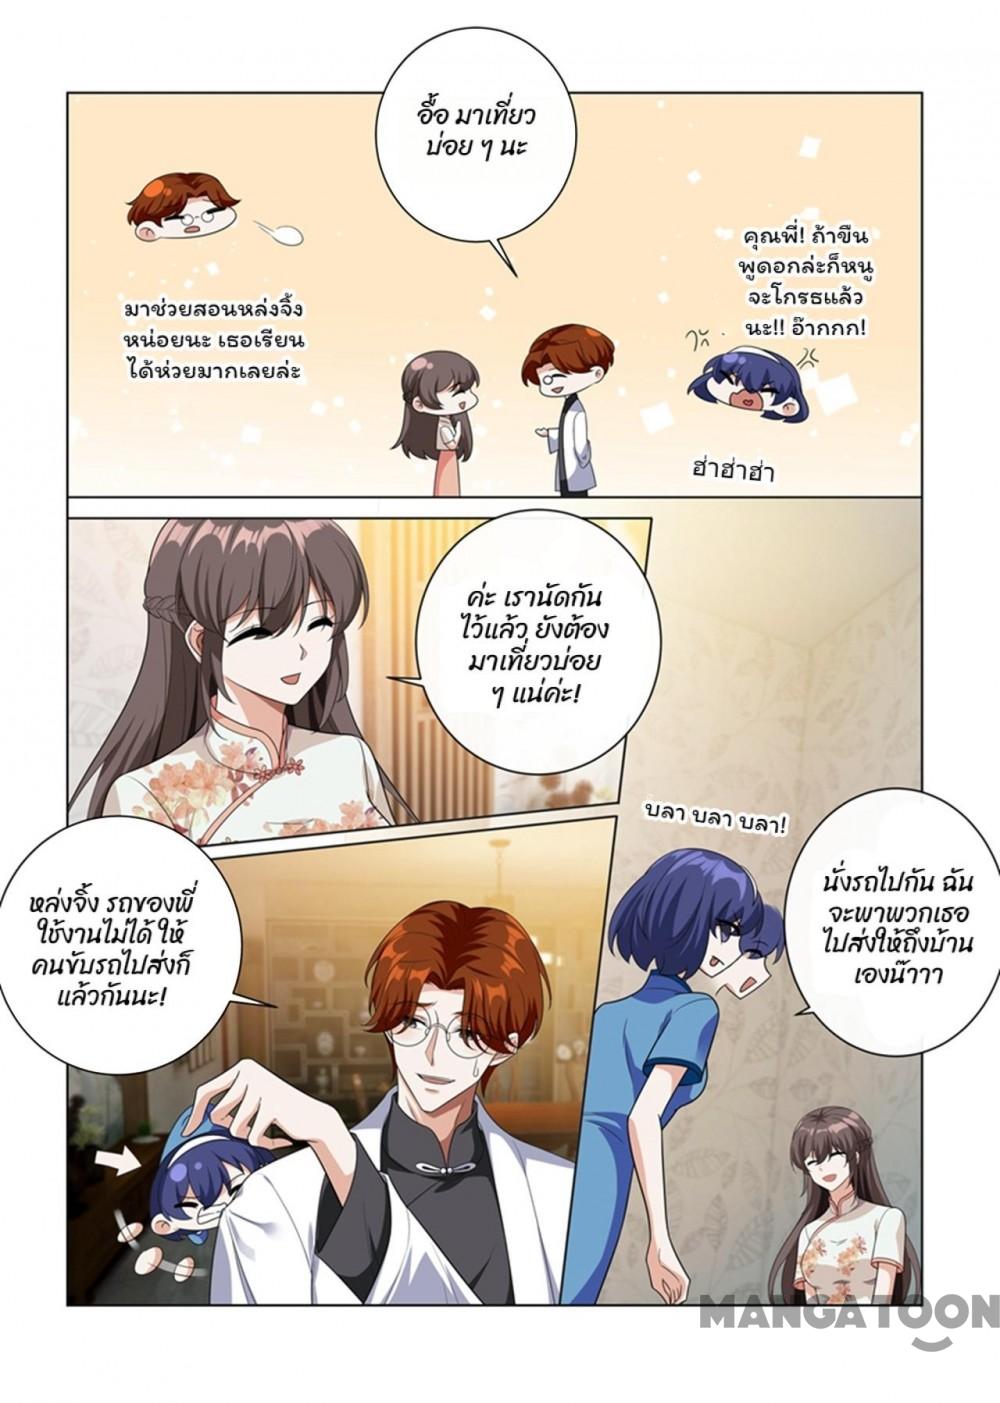 อื้อ มาเที่ยว
บ่อย ๆ นะ
มาช่วยสอนหล่งจิ้ง
หน่อยนะ เธอเรียน
ได้ห่วยมากเลยล่ะ
คุณพี่! ถ้าขืน
พูดอกล่ะก็หนู
จะโกรธแล้ว
นะ!! อ๊ากกก!
ฮ่าฮ่าฮ่า
ค่ะ เรานัดกัน
ไว้แล้ว ยังต้อง
มาเที่ยวบ่อย
ๆ แน่ค่ะ!
บลา บลา บลา!
หล่งจิ้ง รถของพี่
ใช้งานไม่ได้ ให้
คนขับรถไปส่งก็
แล้วกันนะ!
นั่งรถไปกัน ฉัน
จะพาพวกเธอ
ไปส่งให้ถึงบ้าน
เองน๊าาา
MANGATOON